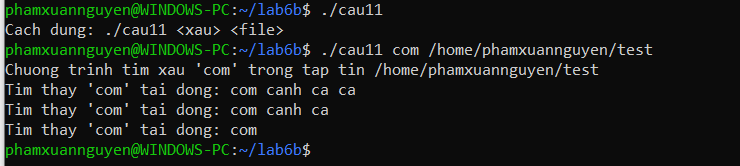 phamxuannguyen@WINDOWS-PC:~/lab6b$ ./cau11
Cach dung: ./cau11 <xau> <file>
phamxuannguyen@WINDOWS-PC:~/lab6b$ ./cau11 com /home/phamxuannguyen/test
Chuong trinh tim xau 'com' trong tap tin /home/phamxuannguyen/test
Tim thay 'com' tai dong: com canh ca ca
Tim thay 'com' tai dong: com canh ca
Tim thay 'com' tai dong: com
phamxuannguyen@WINDOWS-PC:~/lab6b$